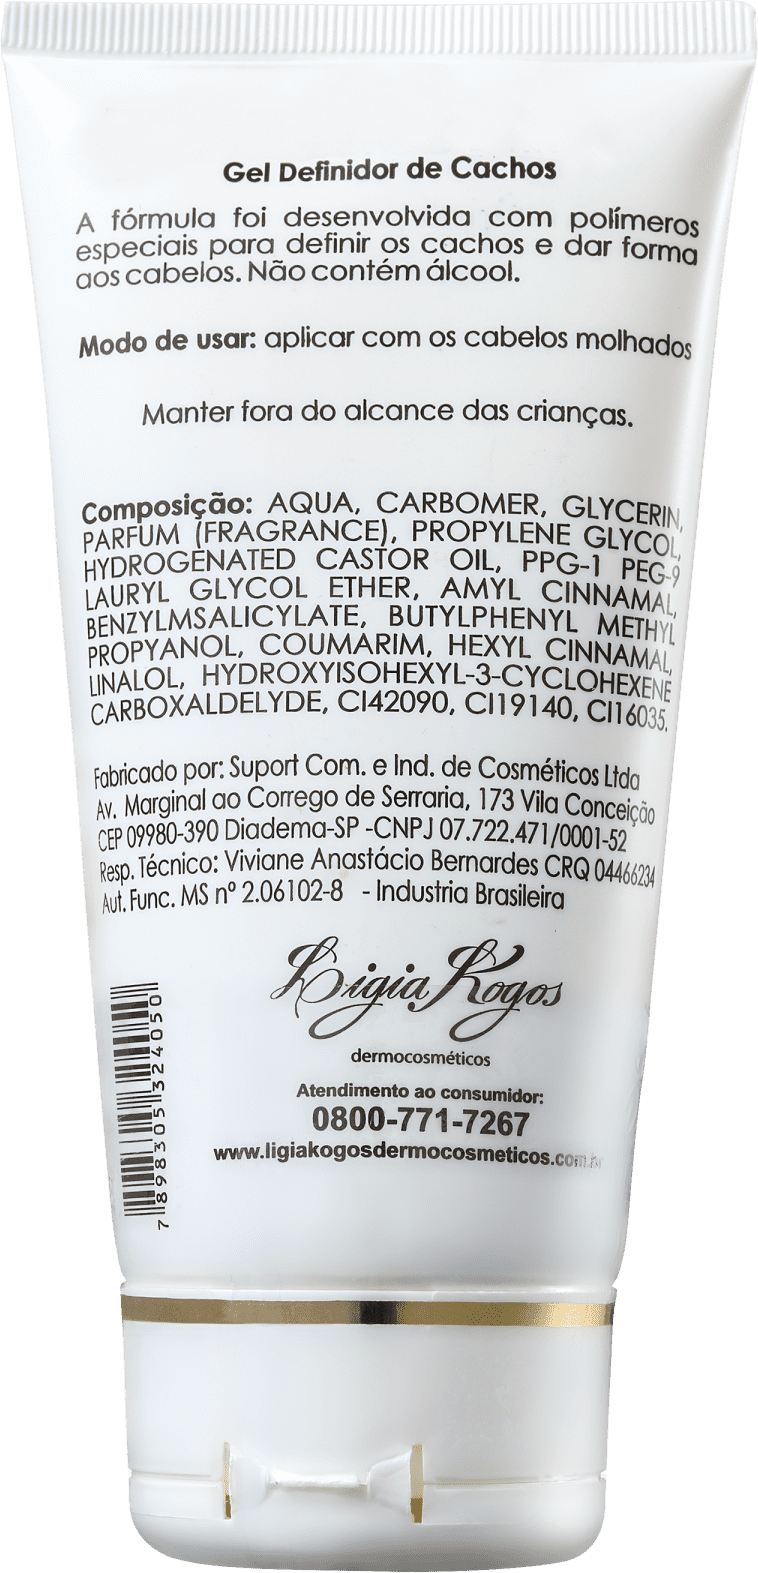 Gel Definidor de Cachos
A fórmula foi desenvolvida com polímeros
especiais para definir os cachos e dar forma
aos cabelos. Não contém álcool.
Modo de usar: aplicar com os cabelos molhados
Manter fora do alcance das crianças.
Composição: AQUA, CARBOMER, GLYCERIN,
PARFUM (FRAGRANCE), PROPYLENE GLYCOL,
HYDROGENATED CASTOR OIL, PPG-1 PEG-9
LAURYL GLYCOL ETHER, AMYL CINNAMAL,
BENZYLMSALICYLATE, BUTYLPHENYL METHYL
PROPYANOL, COUMARIM, HEXYL CINNAMAL,
LINALOL, HYDROXYISOHEXYL-3-CYCLOHEXENE
CARBOXALDELYDE, CI42090, CI19140, CI16035.
Fabricado por: Suport Com. e Ind. de Cosméticos Ltda
Av. Marginal ao Corrego de Serraria, 173 Vila Conceição
CEP 09980-390 Diadema-SP -CNPJ 07.722.471/0001-52
Resp. Técnico: Viviane Anastácio Bernardes CRQ 04466234
Aut. Func. MS nº 2.06102-8 - Industria Brasileira
Ligia Kogos
dermocosméticos
Atendimento ao consumidor:
0800-771-7267
www.ligiakogosdermocosmeticos.com.br
7 898305 324050